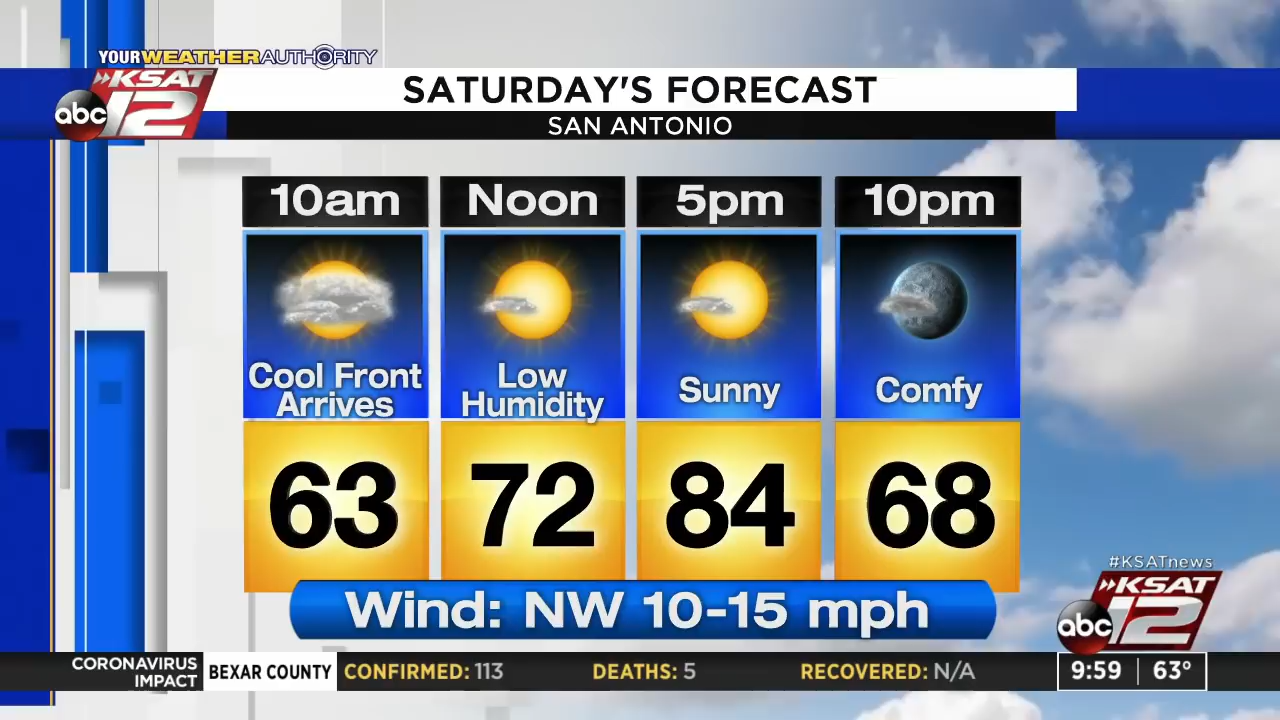 YOURWEATHERAUTHORITY
KSAT
abc 12
SATURDAY'S FORECAST
SAN ANTONIO
10am Noon 5pm 10pm
Cool Front
Arrives
Low
Humidity
Sunny
Comfy
63 72 84 68
Wind: NW 10-15 mph
#KSATnews
KSAT
abc 12
CORONAVIRUS
IMPACT
BEXAR COUNTY CONFIRMED: 113 DEATHS: 5 RECOVERED: N/A
9:59 63°